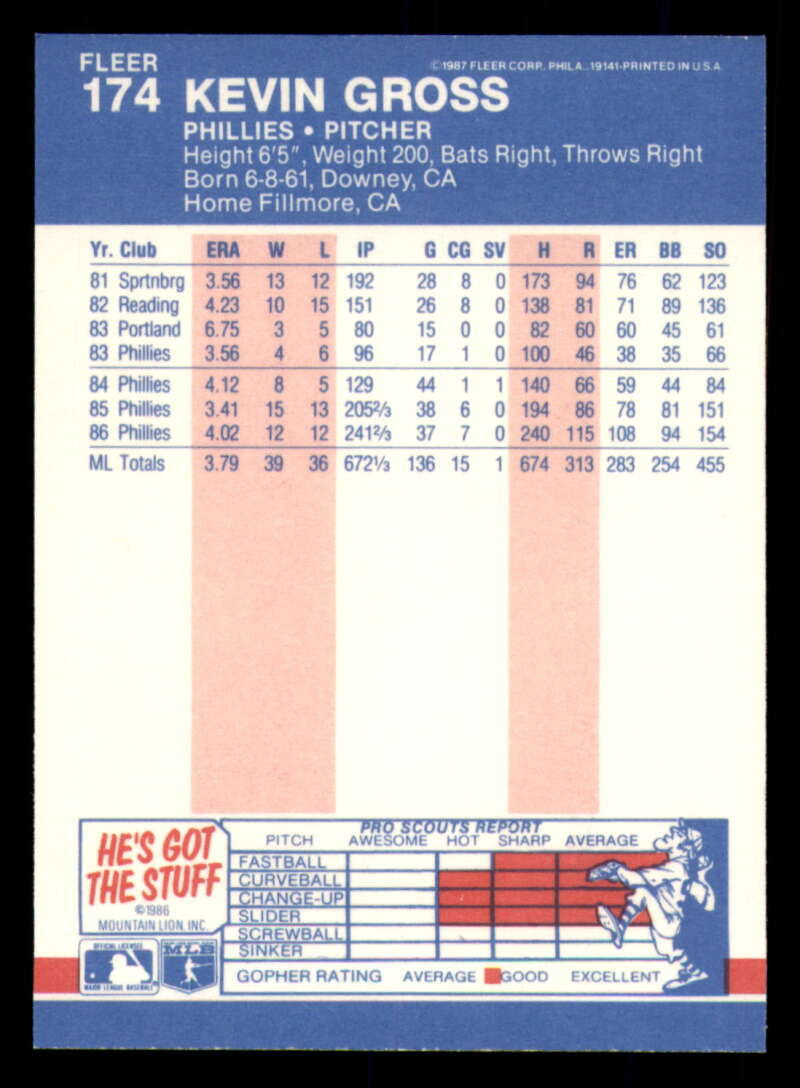 FLEER
©1987 FLEER CORP. PHILA. 19141-PRINTED IN U.S.A.
174 KEVIN GROSS
PHILLIES • PITCHER
Height 6'5", Weight 200, Bats Right, Throws Right
Born 6-8-61, Downey, CA
Home Fillmore, CA
Yr. Club ERA W L IP G CG SV H R ER BB SO
81 Sprtnbrg 3.56 13 12 192 28 8 0 173 94 76 62 123
82 Reading 4.23 10 15 151 26 8 0 138 81 71 89 136
83 Portland 6.75 3 5 80 15 0 0 82 60 60 45 61
83 Phillies 3.56 4 6 96 17 1 0 100 46 38 35 66
84 Phillies 4.12 8 5 129 44 1 1 140 66 59 44 84
85 Phillies 3.41 15 13 205⅔ 38 6 0 194 86 78 81 151
86 Phillies 4.02 12 12 241⅔ 37 7 0 240 115 108 94 154
ML Totals 3.79 39 36 672⅓ 136 15 1 674 313 283 254 455
HE'S GOT
THE STUFF
©1986
MOUNTAIN LION, INC.
OFFICIAL LICENSEE
MAJOR LEAGUE BASEBALL
MLB
PRO SCOUTS REPORT
PITCH AWESOME HOT SHARP AVERAGE
FASTBALL
CURVEBALL
CHANGE-UP
SLIDER
SCREWBALL
SINKER
GOPHER RATING AVERAGE GOOD EXCELLENT